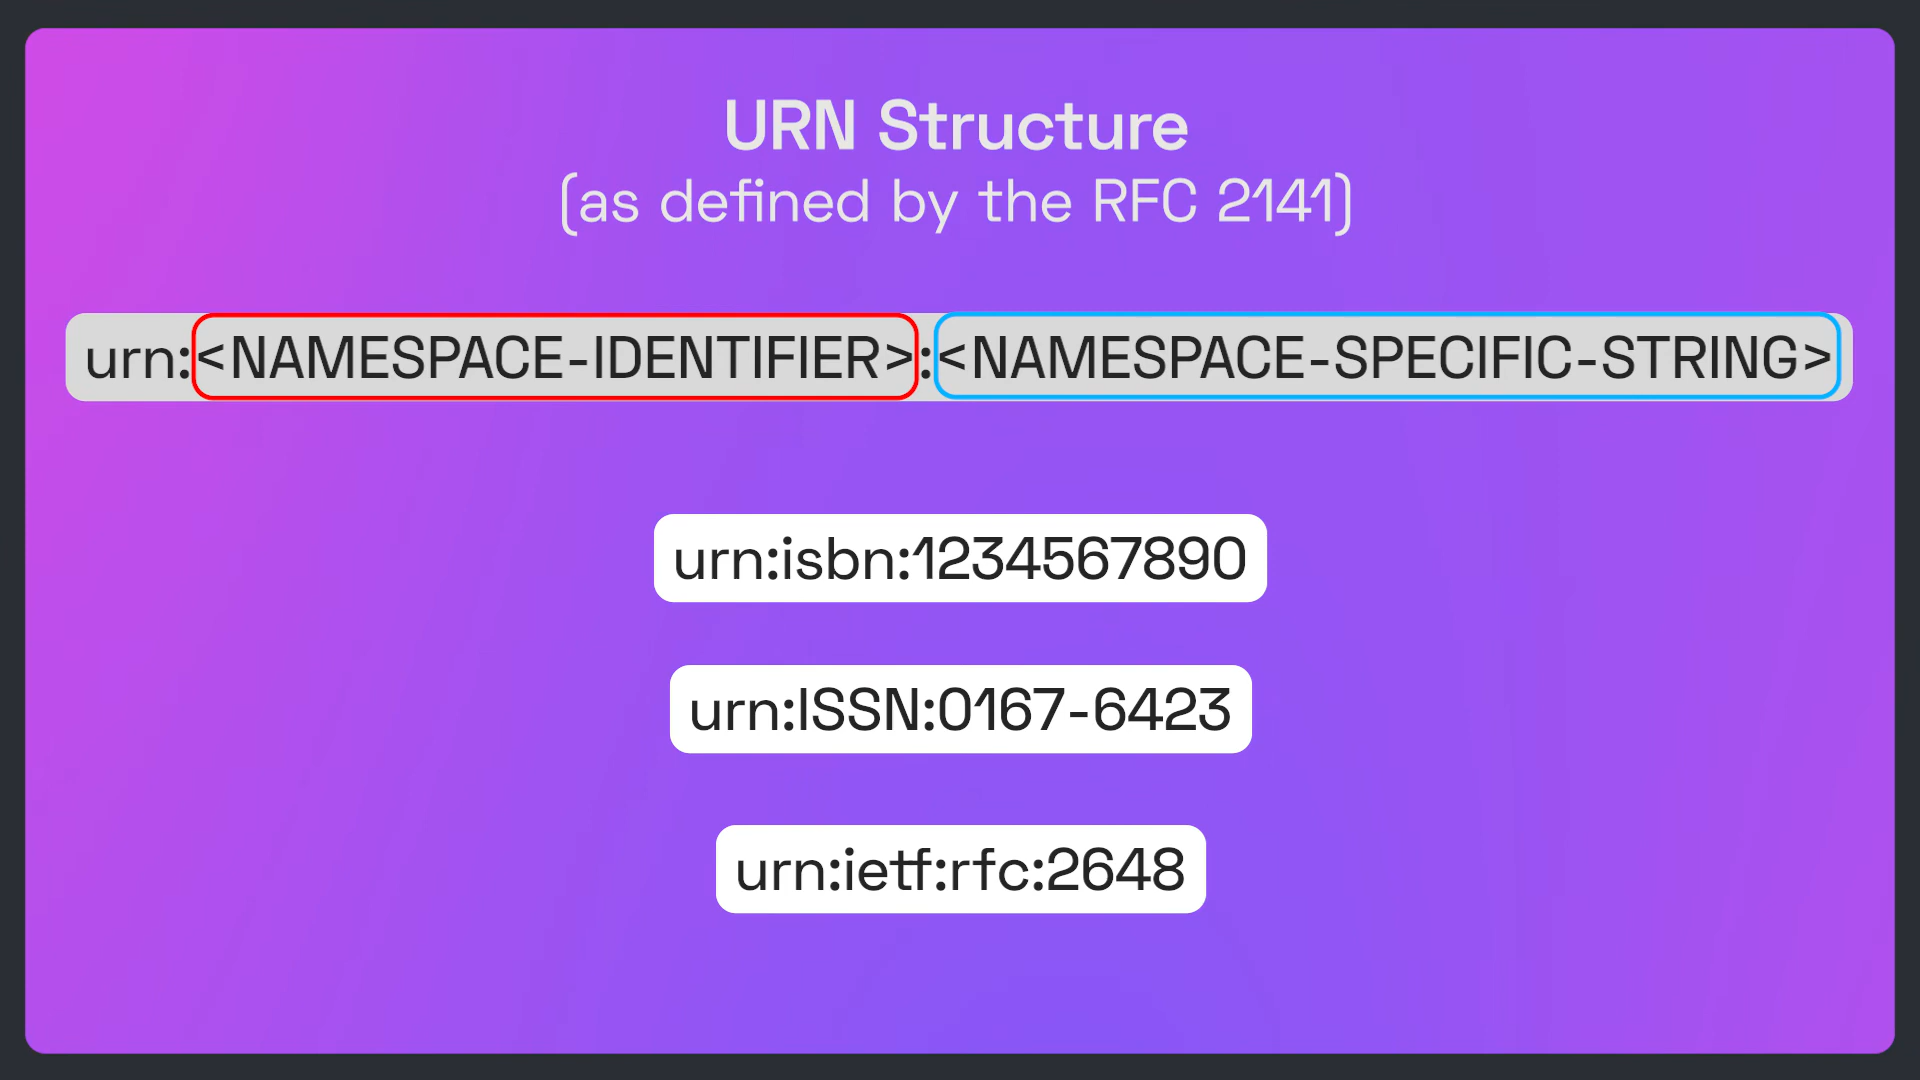 URN Structure
(as defined by the RFC 2141)
urn:<NAMESPACE-IDENTIFIER>:<NAMESPACE-SPECIFIC-STRING>
urn:isbn:1234567890
urn:ISSN:0167-6423
urn:ietf:rfc:2648